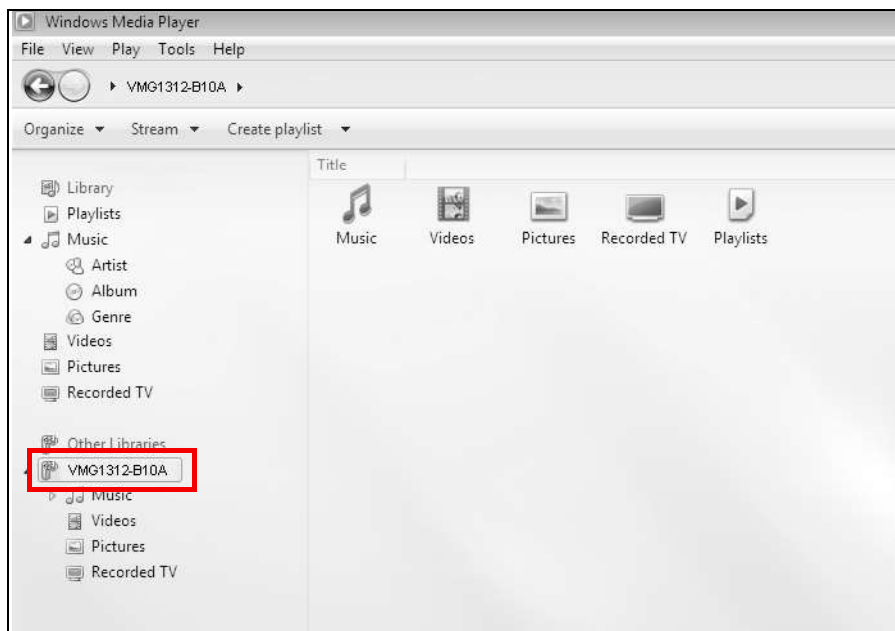 Windows Media Player
File View Play Tools Help
VMG1312-B10A
Organize Stream Create playlist
Title
Library
Playlists
Music
Artist
Album
Genre
Videos
Pictures
Recorded TV
Other Libraries
VMG1312-B10A
Music
Videos
Pictures
Recorded TV
Music Videos Pictures Recorded TV Playlists